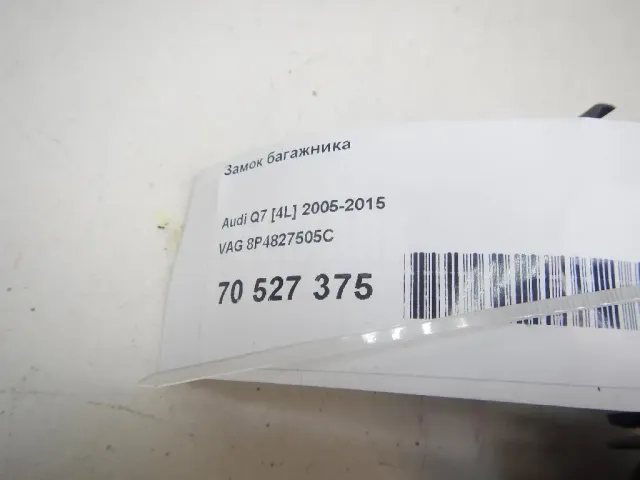 Замок багажника
Audi Q7 [4L] 2005-2015
VAG 8P4827505C
70 527 375